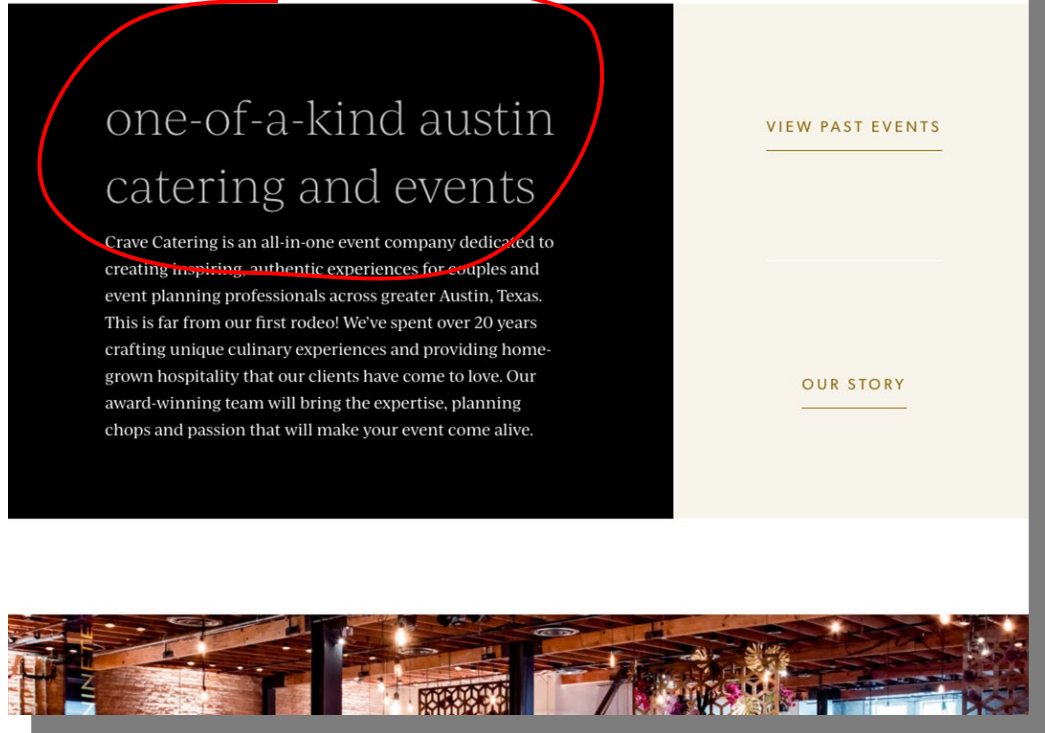 one-of-a-kind austin
catering and events
Crave Catering is an all-in-one event company dedicated to
creating inspiring, authentic experiences for couples and
event planning professionals across greater Austin, Texas.
This is far from our first rodeo! We've spent over 20 years
crafting unique culinary experiences and providing home-
grown hospitality that our clients have come to love. Our
award-winning team will bring the expertise, planning
chops and passion that will make your event come alive.
VIEW PAST EVENTS
OUR STORY